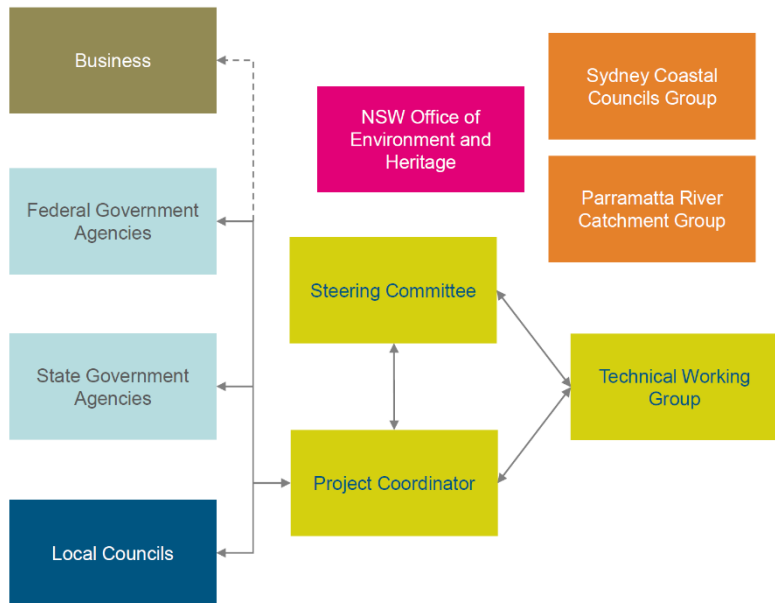 Business
Sydney Coastal
Councils Group
NSW Office of
Environment and
Heritage
Federal Government
Agencies
Parramatta River
Catchment Group
Steering Committee
State Government
Agencies
Technical Working
Group
Project Coordinator
Local Councils